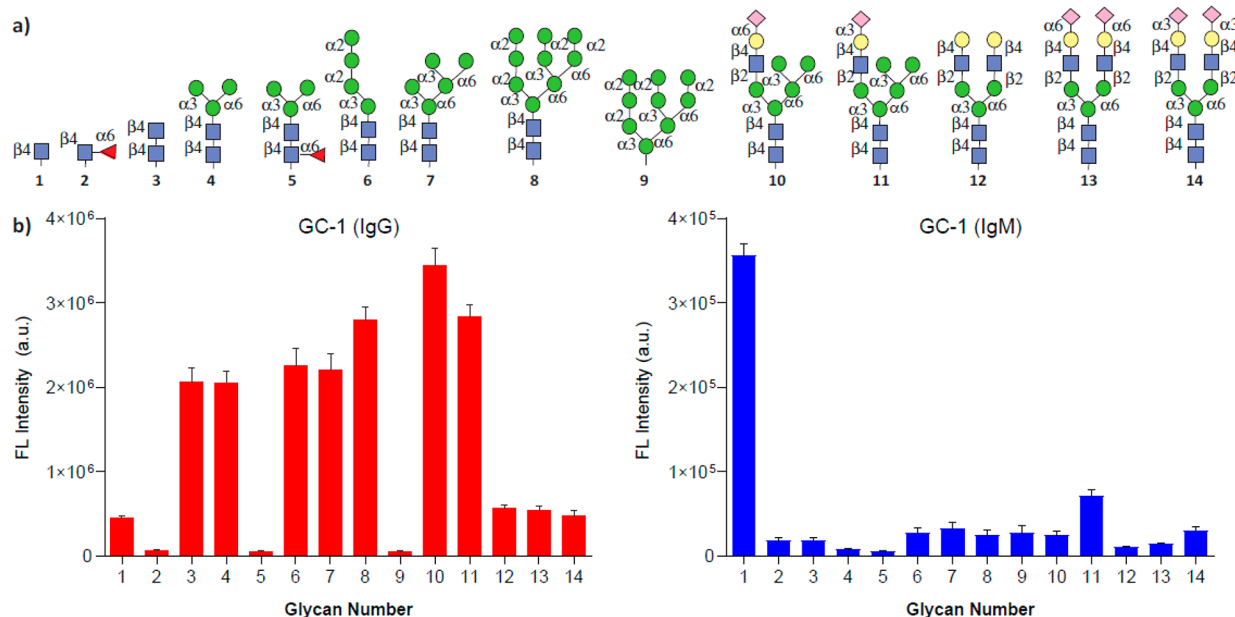 a)
β4
1
β4 α6
2
β4
β4
3
α3 α6
β4
β4
4
α3 α6
β4
β4 α6
5
α2
α2
α3 α6
β4
β4
6
α3 α6
α3 α6
β4
β4
7
α2 α2 α2
α2 α3 α6
α3 α6
β4
β4
8
α2 α2 α2
α2 α3 α6
α3 α6
9
α6
β4
β2 α3 α6
α3 α6
β4
β4
10
α3
β4
β2 α3 α6
α3 α6
β4
β4
11
β4 β4
β2 β2
α3 α6
β4
β4
12
α3 α6
β4 β4
β2 β2
α3 α6
β4
β4
13
α3 α3
β4 β4
β2 β2
α3 α6
β4
β4
14
b)
GC-1 (IgG)
FL Intensity (a.u.)
4×10⁶
3×10⁶
2×10⁶
1×10⁶
0
1 2 3 4 5 6 7 8 9 10 11 12 13 14
Glycan Number
GC-1 (IgM)
FL Intensity (a.u.)
4×10⁵
3×10⁵
2×10⁵
1×10⁵
0
1 2 3 4 5 6 7 8 9 10 11 12 13 14
Glycan Number